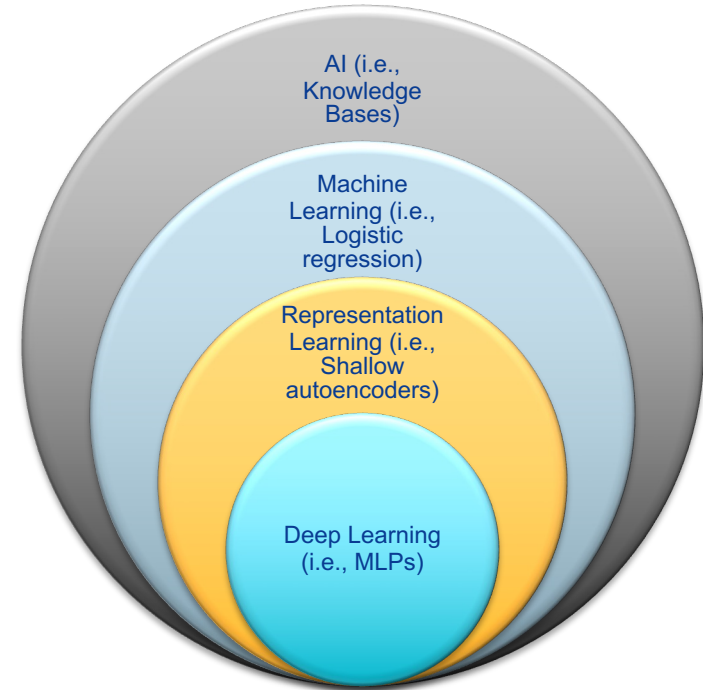 AI (i.e.,
Knowledge
Bases)
Machine
Learning (i.e.,
Logistic
regression)
Representation
Learning (i.e.,
Shallow
autoencoders)
Deep Learning
(i.e., MLPs)